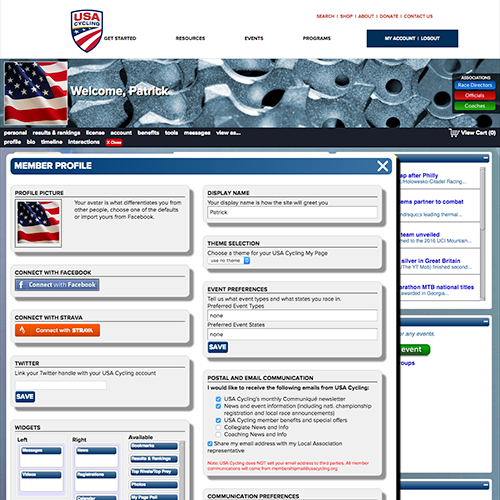 SEARCH | SHOP | ABOUT | DONATE | CONTACT US
USA
CYCLING
GET STARTED
RESOURCES
EVENTS
PROGRAMS
MY ACCOUNT | LOGOUT
Welcome, Patrick
ASSOCIATIONS
Race Directors
Officials
Coaches
personal results & rankings license account benefits tools messages view as...
View Cart (0)
profile bio timeline interactions X Close
MEMBER PROFILE
PROFILE PICTURE
Your avatar is what differentiates you from
other people, choose one of the defaults
or import yours from Facebook.
CONNECT WITH FACEBOOK
Connect with Facebook
CONNECT WITH STRAVA
Connect with STRAVA
TWITTER
Link your Twitter handle with your USA Cycling account
SAVE
WIDGETS
Left
Right
Available
Messages
News
Bookmarks
Results & Rankings
Top Rivals/Top Prey
Videos
Registrations
Photos
My Page Poll
Calendar
DISPLAY NAME
Your display name is how the site will greet you
Patrick
THEME SELECTION
Choose a theme for your USA Cycling My Page
use no theme
EVENT PREFERENCES
Tell us what event types and what states you race in.
Preferred Event Types
none
Preferred Event States
none
SAVE
POSTAL AND EMAIL COMMUNICATION
I would like to receive the following emails from USA Cycling:
USA Cycling's monthly Communiqué newsletter
News and event information (including natl. championship
registration and local race announcements)
USA Cycling member benefits and special offers
Collegiate News and Info
Coaching News and Info
Share my email address with my Local Association
representative
Note: USA Cycling does NOT sell your email address to third parties. All member
communications will come from membership@mail@usacycling.org
COMMUNICATION PREFERENCES
ap after Philly
/Holowesko-Citadel Racing...
tems partner to combat
leading thermal...
team unveiled
ed to the 2016 UCI Mountain...
silver in Great Britain
(The YT Mob) finished second...
arathon MTB national titles
awarded in Georgia...
for any events.
event
roups